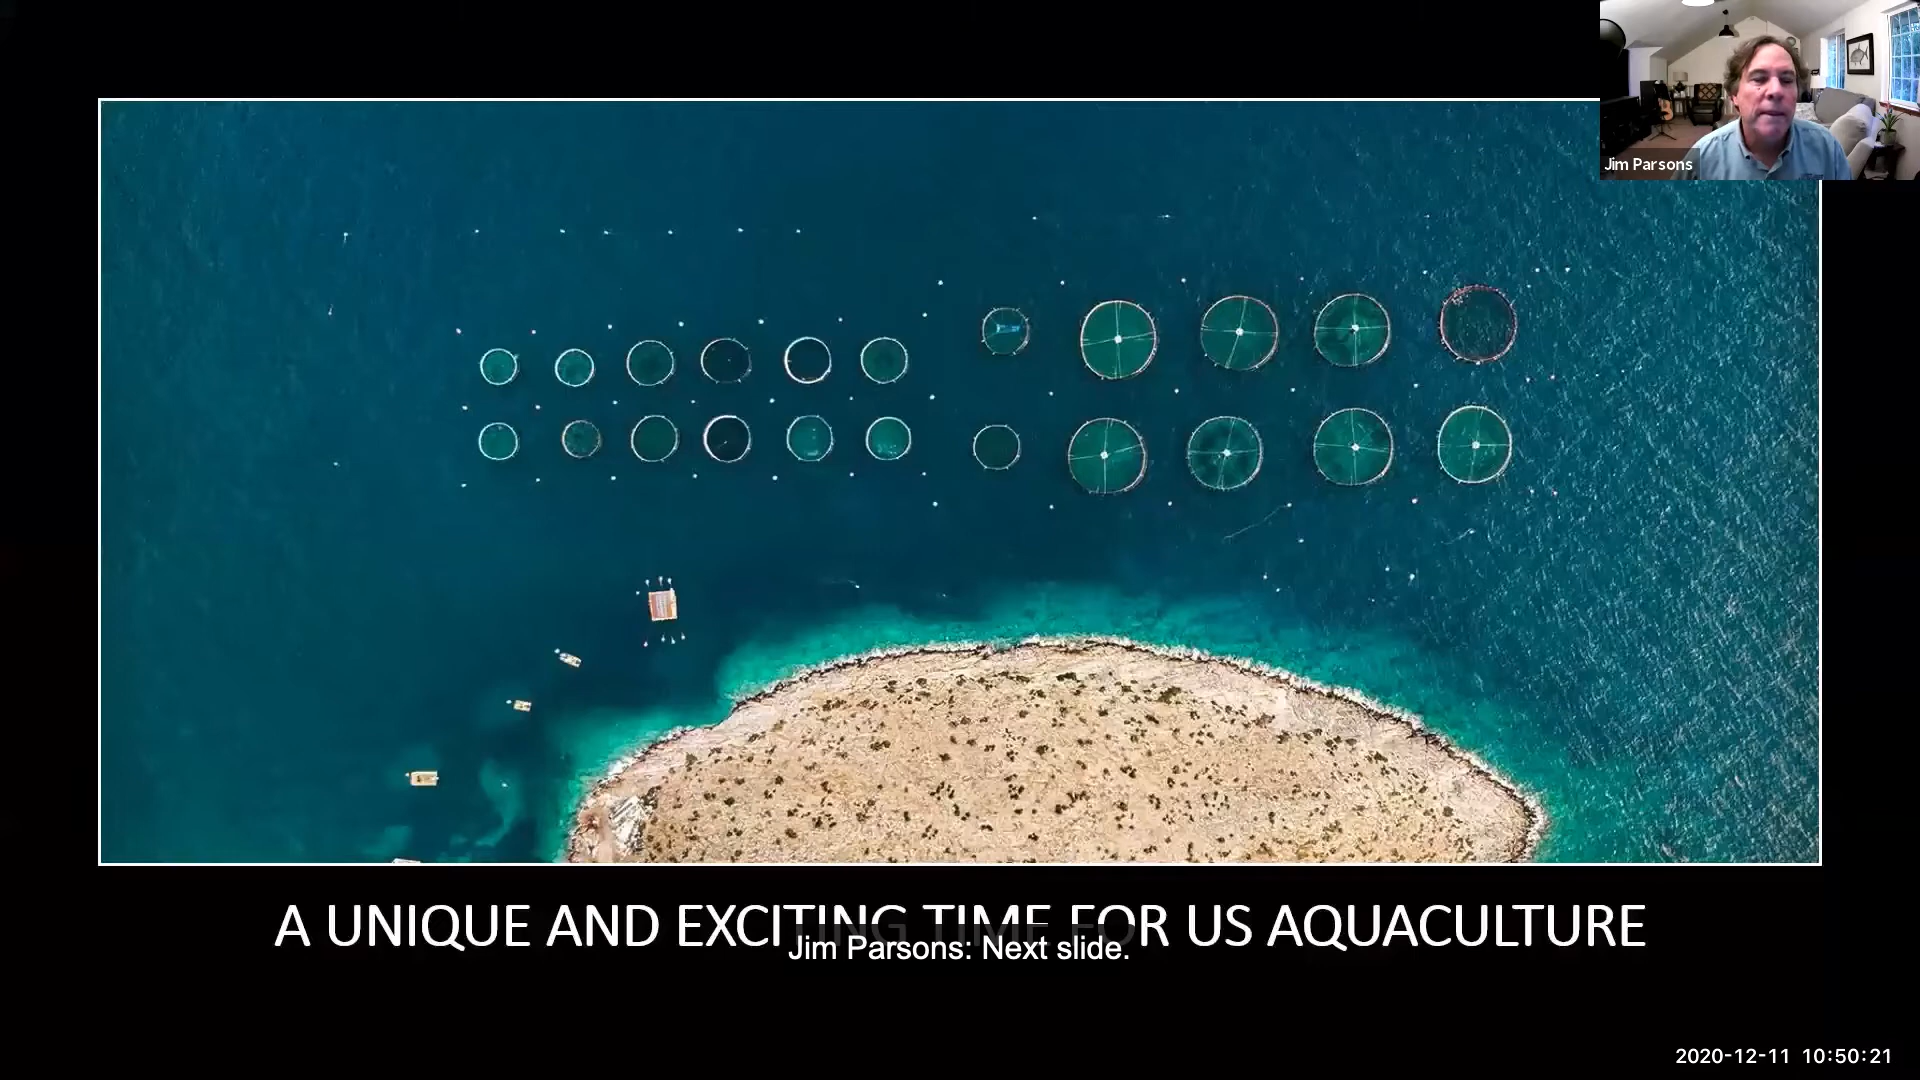 Jim Parsons
A UNIQUE AND EXCITING TIME FOR US AQUACULTURE
Jim Parsons: Next slide.
2020-12-11 10:50:21